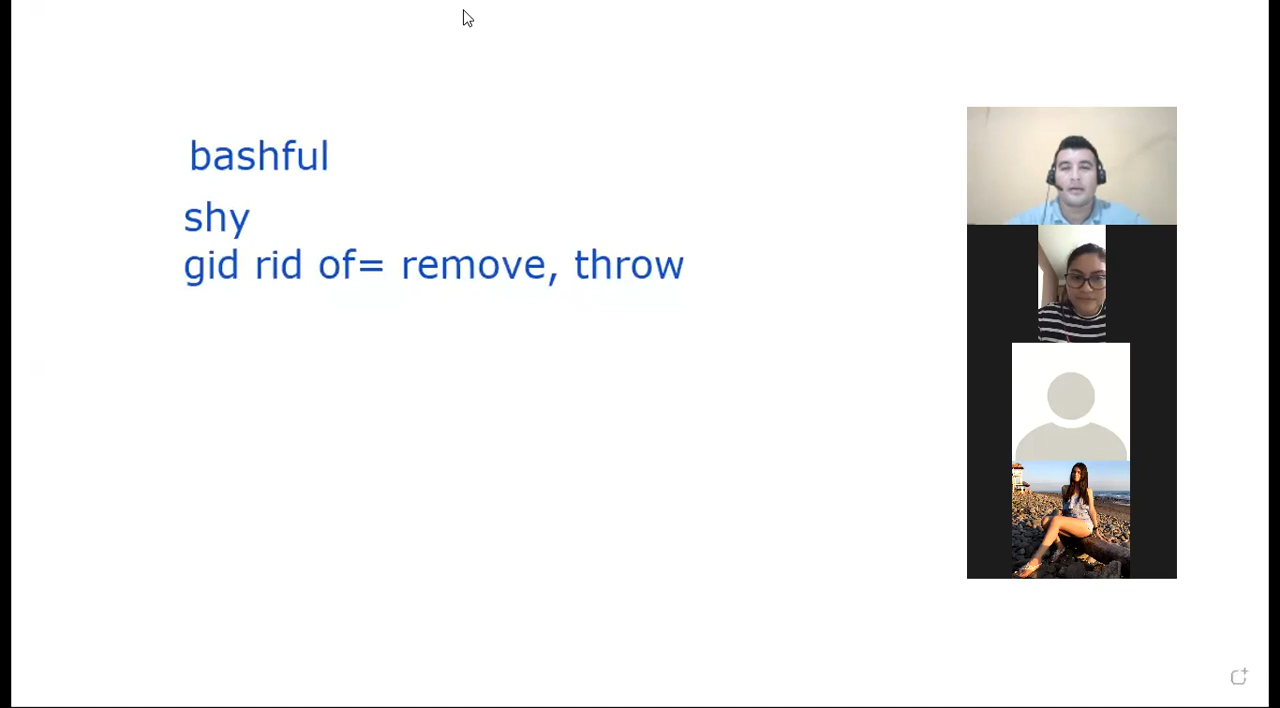 bashful
shy
gid rid of= remove, throw